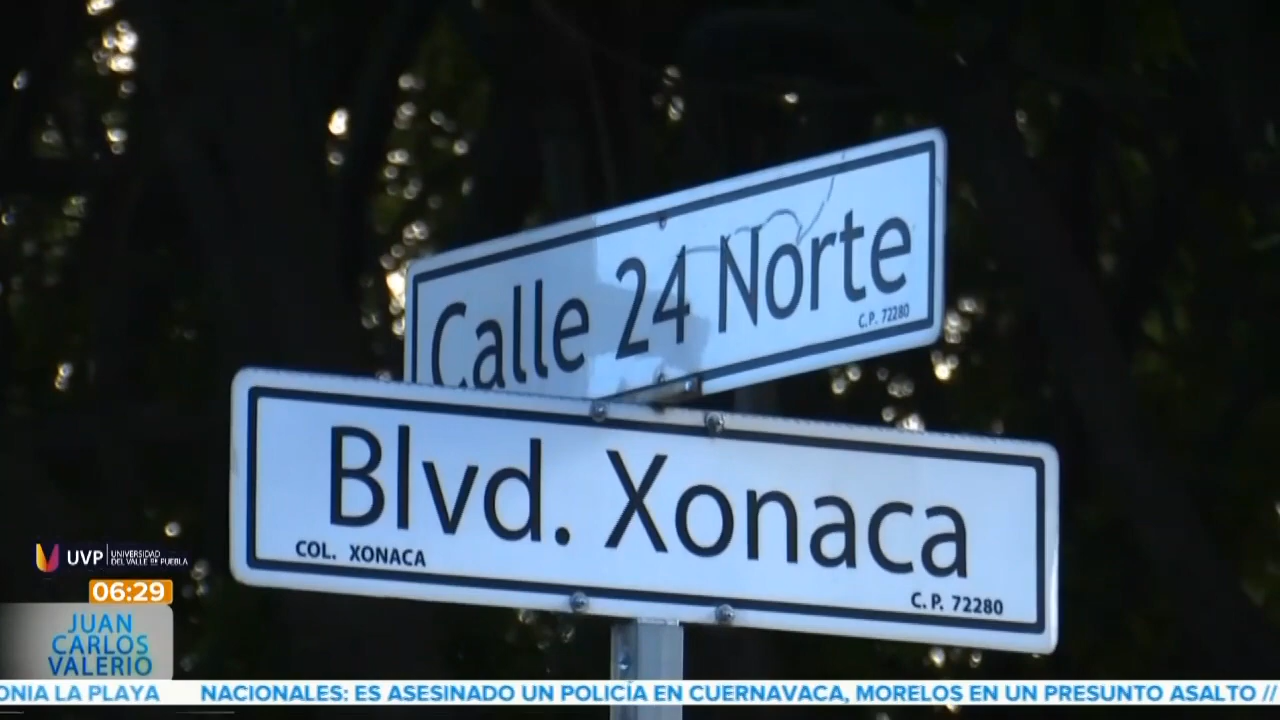 Calle 24 Norte
C.P. 72280
Blvd. Xonaca
COL. XONACA
C.P. 72280
UVP UNIVERSIDAD
DEL VALLE DE PUEBLA
06:29
JUAN
CARLOS
VALERIO
ONIA LA PLAYA NACIONALES: ES ASESINADO UN POLICÍA EN CUERNAVACA, MORELOS EN UN PRESUNTO ASALTO //